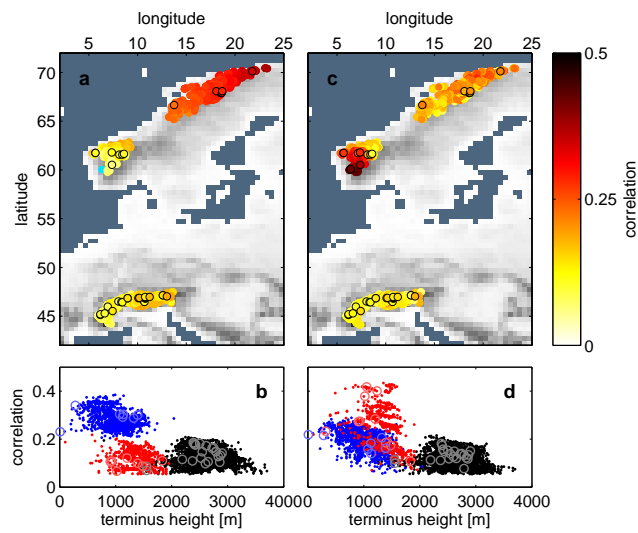 longitude
longitude
5 10 15 20 25
5 10 15 20 25
70
65
60
55
50
45
latitude
a
c
0.5
0.25
0
correlation
0.4
0.2
0
correlation
b
d
0 1000 2000 3000 4000
0 1000 2000 3000 4000
terminus height [m]
terminus height [m]